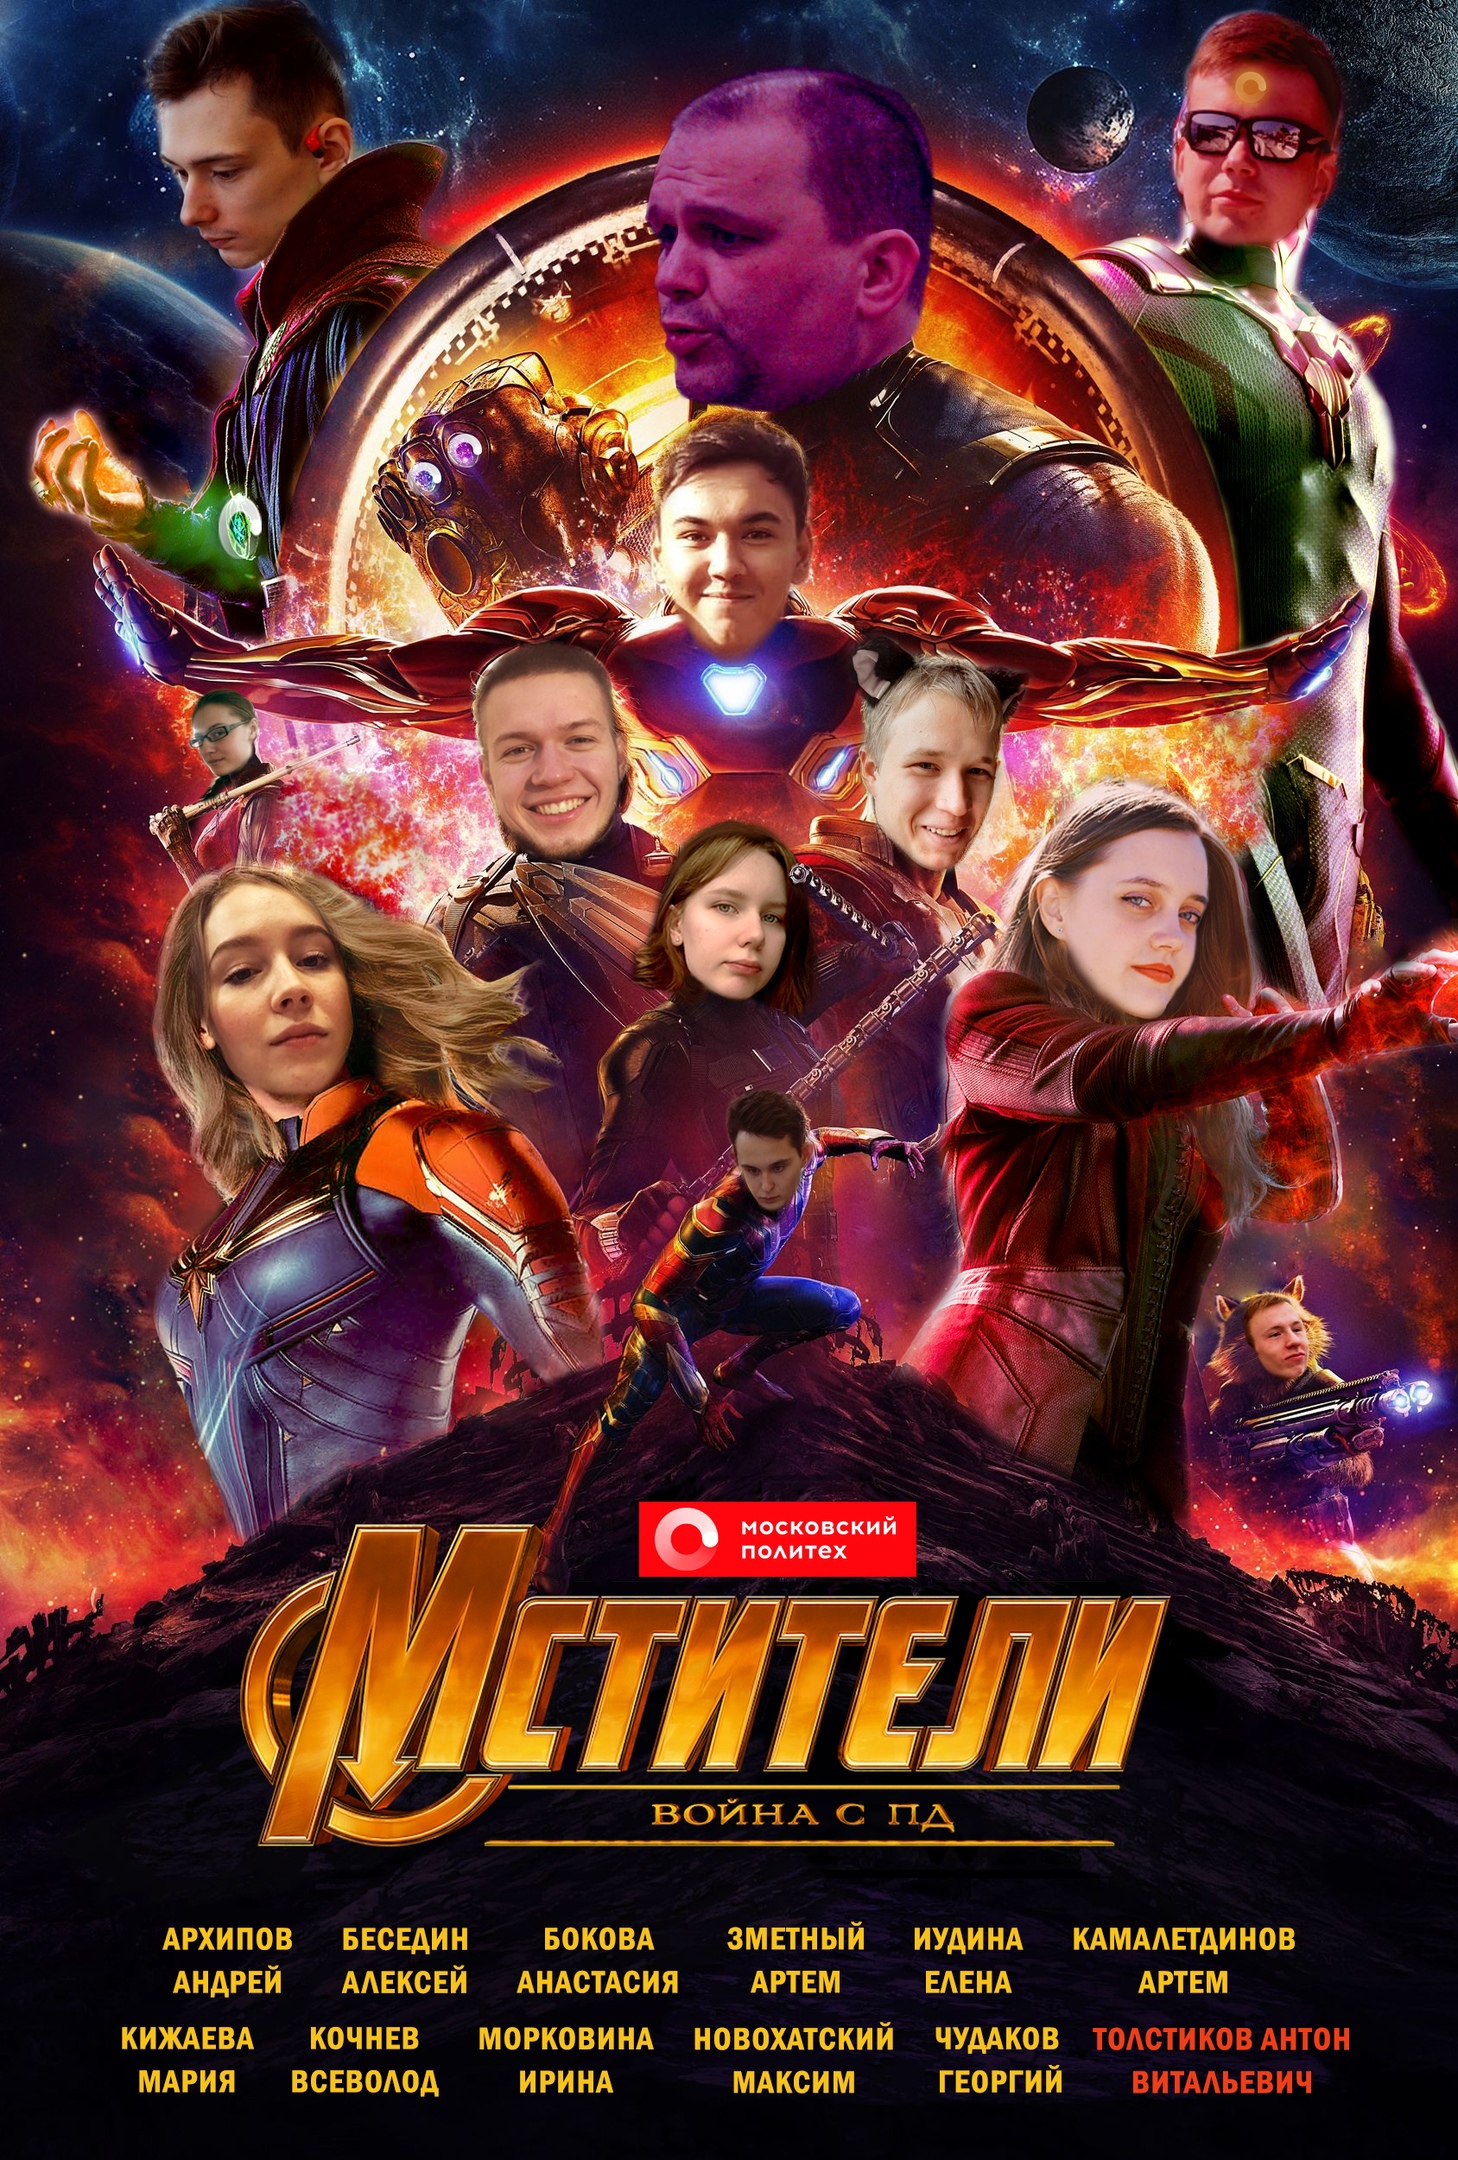 московский
политех
Мстители
ВОЙНА С ПД
АРХИПОВ БЕСЕДИН БОКОВА ЗМЕТНЫЙ ИУДИНА КАМАЛЕТДИНОВ
АНДРЕЙ АЛЕКСЕЙ АНАСТАСИЯ АРТЕМ ЕЛЕНА АРТЕМ
КИЖАЕВА КОЧНЕВ МОРКОВИНА НОВОХАТСКИЙ ЧУДАКОВ ТОЛСТИКОВ АНТОН
МАРИЯ ВСЕВОЛОД ИРИНА МАКСИМ ГЕОРГИЙ ВИТАЛЬЕВИЧ